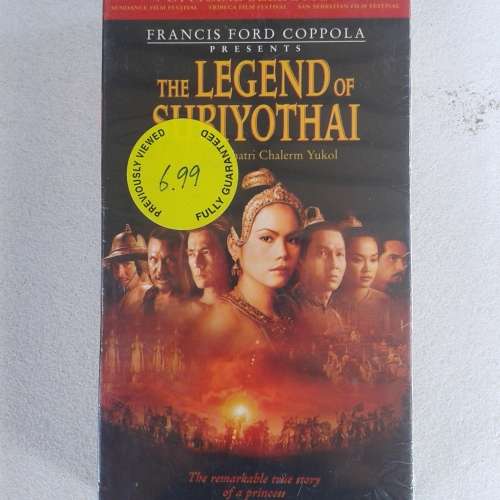 SUNDANCE FILM FESTIVAL TRIBECA FILM FESTIVAL SAN SEBASTIAN FILM FESTIVAL
FRANCIS FORD COPPOLA
PRESENTS
THE LEGEND OF
SURIYOTHAI
atri Chalerm Yukol
PREVIOUSLY VIEWED
6.99
FULLY GUARANTEED
The remarkable true story
of a princess